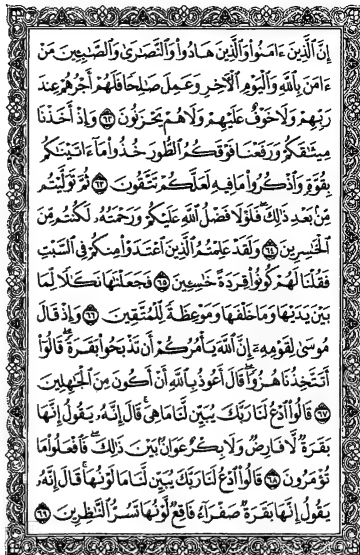 إِنَّ ٱلَّذِينَ ءَامَنُوا۟ وَٱلَّذِينَ هَادُوا۟ وَٱلنَّصَٰرَىٰ وَٱلصَّٰبِـِٔينَ مَنْ
ءَامَنَ بِٱللَّهِ وَٱلْيَوْمِ ٱلْـَٔاخِرِ وَعَمِلَ صَٰلِحًا فَلَهُمْ أَجْرُهُمْ عِندَ
رَبِّهِمْ وَلَا خَوْفٌ عَلَيْهِمْ وَلَا هُمْ يَحْزَنُونَ ٦٢ وَإِذْ أَخَذْنَا
مِيثَٰقَكُمْ وَرَفَعْنَا فَوْقَكُمُ ٱلطُّورَ خُذُوا۟ مَآ ءَاتَيْنَٰكُم
بِقُوَّةٍ وَٱذْكُرُوا۟ مَا فِيهِ لَعَلَّكُمْ تَتَّقُونَ ٦٣ ثُمَّ تَوَلَّيْتُم
مِّنۢ بَعْدِ ذَٰلِكَ ۖ فَلَوْلَا فَضْلُ ٱللَّهِ عَلَيْكُمْ وَرَحْمَتُهُۥ لَكُنتُم مِّنَ
ٱلْخَٰسِرِينَ ٦٤ وَلَقَدْ عَلِمْتُمُ ٱلَّذِينَ ٱعْتَدَوْا۟ مِنكُمْ فِى ٱلسَّبْتِ
فَقُلْنَا لَهُمْ كُونُوا۟ قِرَدَةً خَٰسِـِٔينَ ٦٥ فَجَعَلْنَٰهَا نَكَٰلًا لِّمَا
بَيْنَ يَدَيْهَا وَمَا خَلْفَهَا وَمَوْعِظَةً لِّلْمُتَّقِينَ ٦٦ وَإِذْ قَالَ
مُوسَىٰ لِقَوْمِهِۦٓ إِنَّ ٱللَّهَ يَأْمُرُكُمْ أَن تَذْبَحُوا۟ بَقَرَةً ۖ قَالُوٓا۟
أَتَتَّخِذُنَا هُزُوًا ۖ قَالَ أَعُوذُ بِٱللَّهِ أَنْ أَكُونَ مِنَ ٱلْجَٰهِلِينَ
٦٧ قَالُوا۟ ٱدْعُ لَنَا رَبَّكَ يُبَيِّن لَّنَا مَا هِىَ ۚ قَالَ إِنَّهُۥ يَقُولُ إِنَّهَا
بَقَرَةٌ لَّا فَارِضٌ وَلَا بِكْرٌ عَوَانٌۢ بَيْنَ ذَٰلِكَ ۖ فَٱفْعَلُوا۟ مَا
تُؤْمَرُونَ ٦٨ قَالُوا۟ ٱدْعُ لَنَا رَبَّكَ يُبَيِّن لَّنَا مَا لَوْنُهَا ۚ قَالَ إِنَّهُۥ
يَقُولُ إِنَّهَا بَقَرَةٌ صَفْرَآءُ فَاقِعٌ لَّوْنُهَا تَسُرُّ ٱلنَّٰظِرِينَ ٦٩